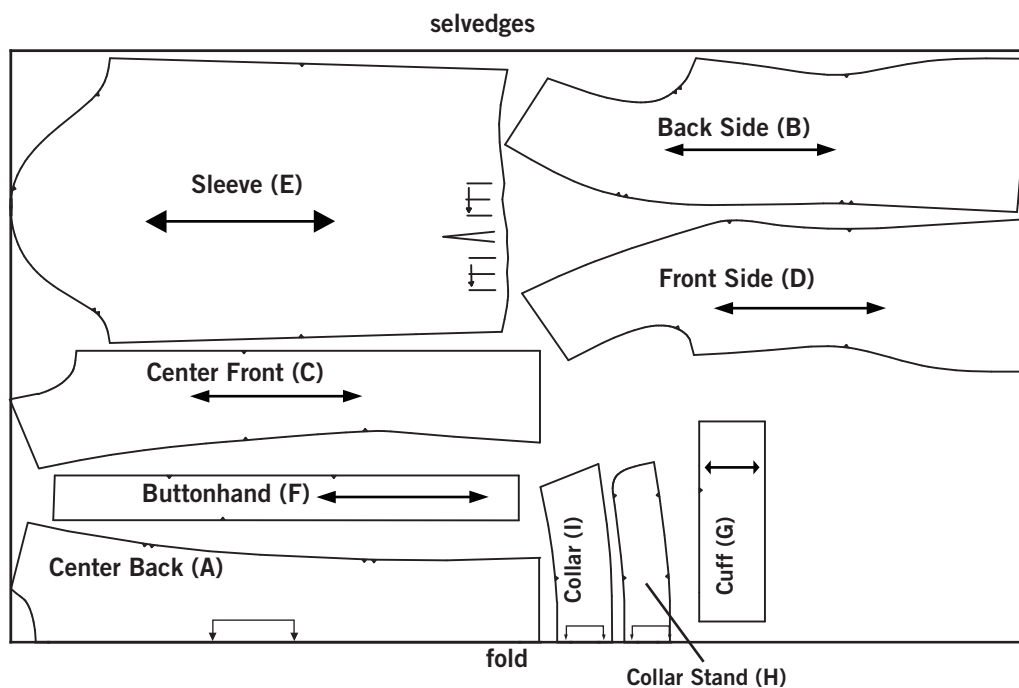 selvedges
Back Side (B)
Sleeve (E)
Front Side (D)
Center Front (C)
Buttonhand (F)
Center Back (A)
Collar (I)
Cuff (G)
fold
Collar Stand (H)